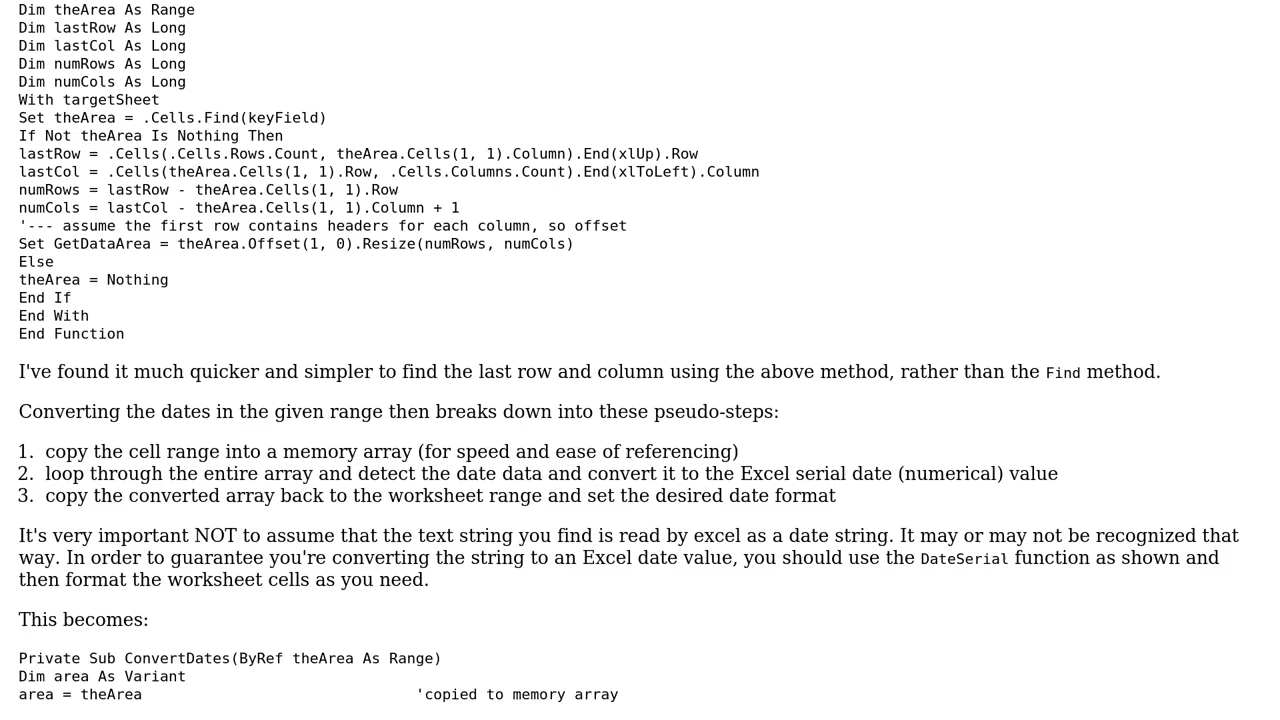 Dim theArea As Range
Dim lastRow As Long
Dim lastCol As Long
Dim numRows As Long
Dim numCols As Long
With targetSheet
Set theArea = .Cells.Find(keyField)
If Not theArea Is Nothing Then
lastRow = .Cells(.Cells.Rows.Count, theArea.Cells(1, 1).Column).End(xlUp).Row
lastCol = .Cells(theArea.Cells(1, 1).Row, .Cells.Columns.Count).End(xlToLeft).Column
numRows = lastRow - theArea.Cells(1, 1).Row
numCols = lastCol - theArea.Cells(1, 1).Column + 1
'--- assume the first row contains headers for each column, so offset
Set GetDataArea = theArea.Offset(1, 0).Resize(numRows, numCols)
Else
theArea = Nothing
End If
End With
End Function
I've found it much quicker and simpler to find the last row and column using the above method, rather than the Find method.
Converting the dates in the given range then breaks down into these pseudo-steps:
1. copy the cell range into a memory array (for speed and ease of referencing)
2. loop through the entire array and detect the date data and convert it to the Excel serial date (numerical) value
3. copy the converted array back to the worksheet range and set the desired date format
It's very important NOT to assume that the text string you find is read by excel as a date string. It may or may not be recognized that
way. In order to guarantee you're converting the string to an Excel date value, you should use the DateSerial function as shown and
then format the worksheet cells as you need.
This becomes:
Private Sub ConvertDates(ByRef theArea As Range)
Dim area As Variant
area = theArea 'copied to memory array